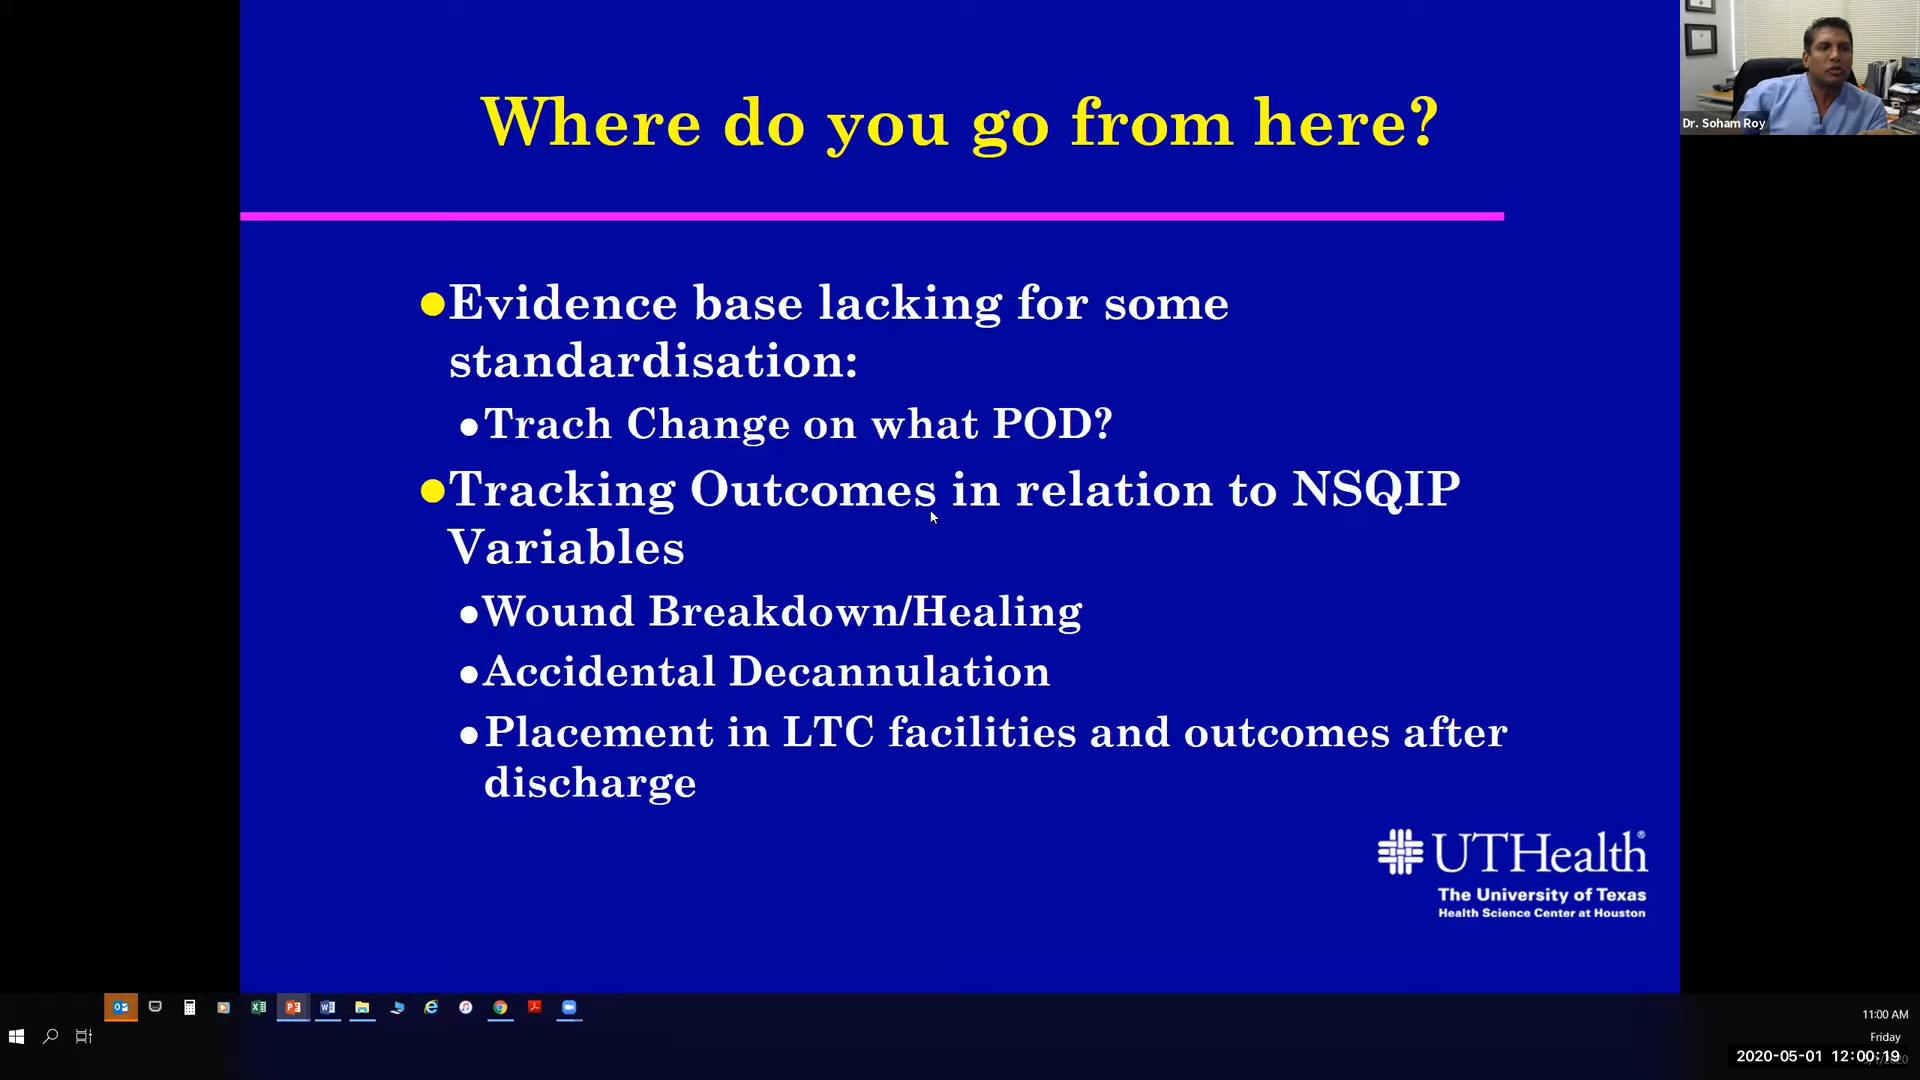 Where do you go from here?
Dr. Soham Roy
Evidence base lacking for some
standardisation:
Trach Change on what POD?
Tracking Outcomes in relation to NSQIP
Variables
Wound Breakdown/Healing
Accidental Decannulation
Placement in LTC facilities and outcomes after
discharge
UTHealth®
The University of Texas
Health Science Center at Houston
11:00 AM
Friday
2020-05-01 12:00:19